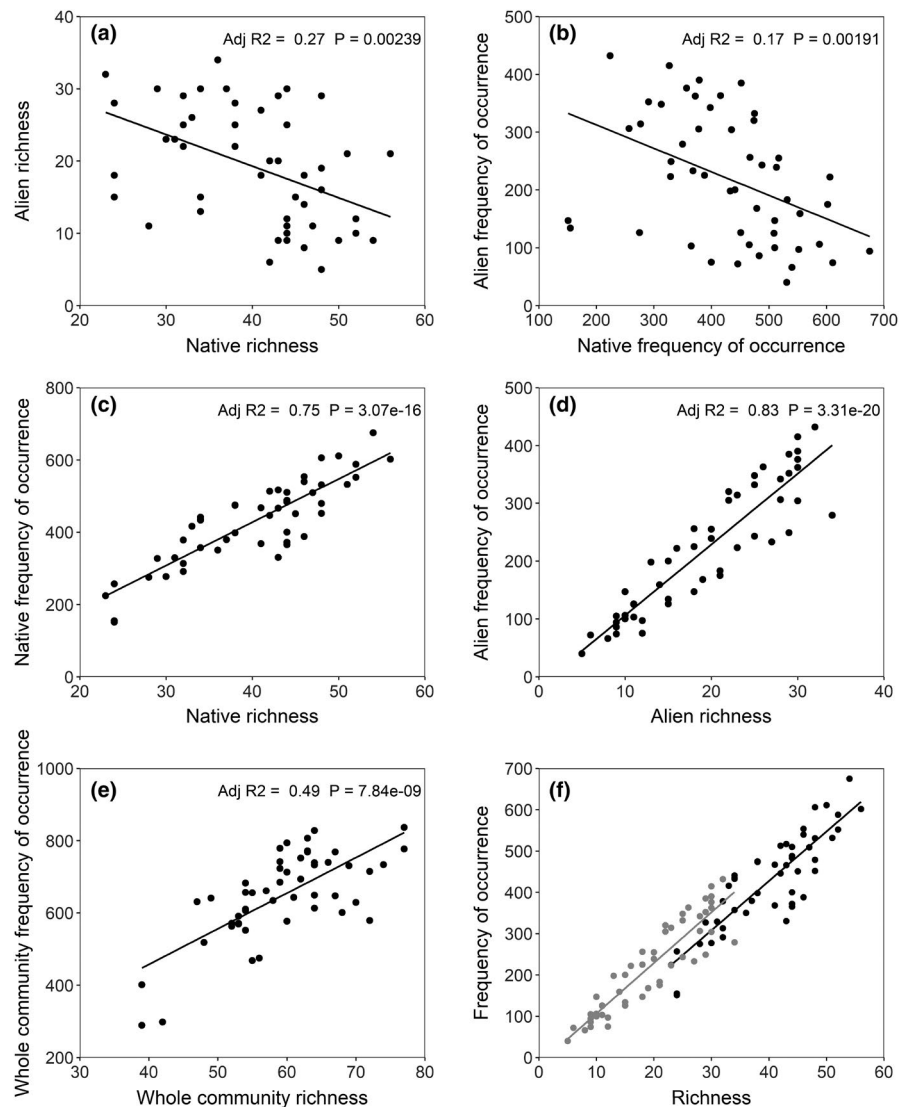 (a)
Adj R2 = 0.27 P = 0.00239
Alien richness
40
30
20
10
0
20 30 40 50 60
Native richness
(b)
Adj R2 = 0.17 P = 0.00191
Alien frequency of occurrence
500
400
300
200
100
0
100 200 300 400 500 600 700
Native frequency of occurrence
(c)
Adj R2 = 0.75 P = 3.07e-16
Native frequency of occurrence
800
600
400
200
0
20 30 40 50 60
Native richness
(d)
Adj R2 = 0.83 P = 3.31e-20
Alien frequency of occurrence
500
400
300
200
100
0
0 10 20 30 40
Alien richness
(e)
Adj R2 = 0.49 P = 7.84e-09
Whole community frequency of occurrence
1000
800
600
400
200
30 40 50 60 70 80
Whole community richness
(f)
Frequency of occurrence
700
600
500
400
300
200
100
0
0 10 20 30 40 50 60
Richness